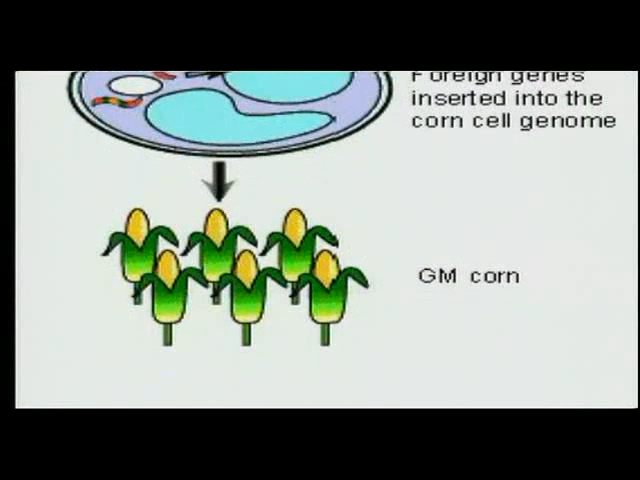 Foreign genes
inserted into the
corn cell genome
GM corn